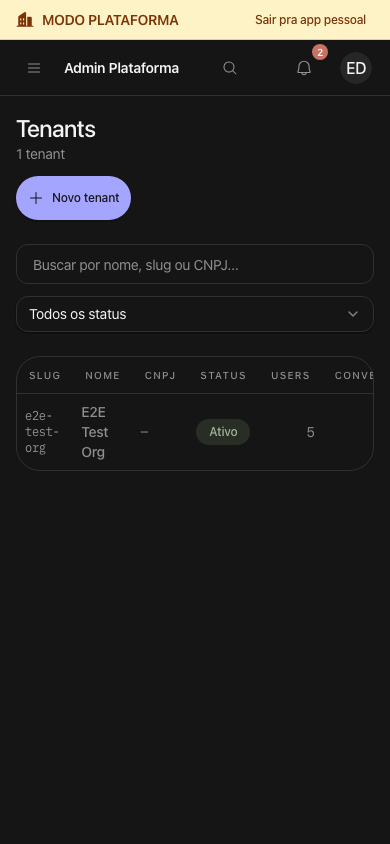 MODO PLATAFORMA
Sair pra app pessoal
Admin Plataforma
2
ED
Tenants
1 tenant
Novo tenant
Buscar por nome, slug ou CNPJ...
Todos os status
SLUG NOME CNPJ STATUS USERS CONVE
e2e-test-org E2E Test Org – Ativo 5